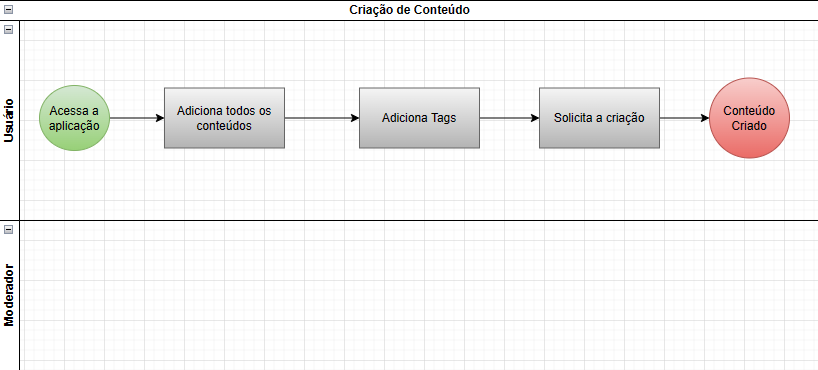 Criação de Conteúdo
Usuário
Acessa a
aplicação
Adiciona todos os
conteúdos
Adiciona Tags
Solicita a criação
Conteúdo
Criado
Moderador